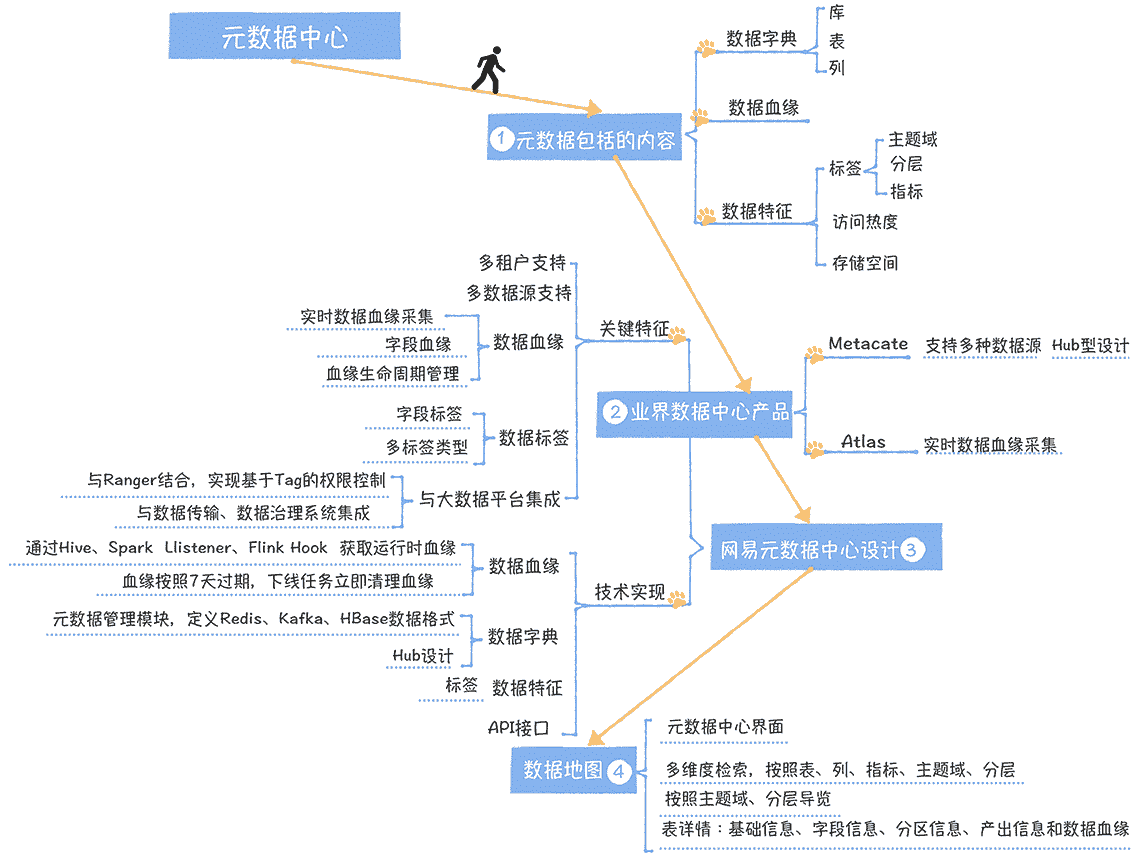 元数据中心
1 元数据包括的内容
数据字典
库
表
列
数据血缘
数据特征
标签
主题域
分层
指标
访问热度
存储空间
2 业界数据中心产品
Metacate
支持多种数据源
Hub型设计
Atlas
实时数据血缘采集
网易元数据中心设计 3
关键特征
多租户支持
多数据源支持
数据血缘
实时数据血缘采集
字段血缘
血缘生命周期管理
数据标签
字段标签
多标签类型
与大数据平台集成
与Ranger结合，实现基于Tag的权限控制
与数据传输、数据治理系统集成
技术实现
数据血缘
通过Hive、Spark Llistener、Flink Hook 获取运行时血缘
血缘按照7天过期，下线任务立即清理血缘
数据字典
元数据管理模块，定义Redis、Kafka、HBase数据格式
Hub设计
数据特征
标签
API接口
数据地图 4
元数据中心界面
多维度检索，按照表、列、指标、主题域、分层
按照主题域、分层导览
表详情：基础信息、字段信息、分区信息、产出信息和数据血缘